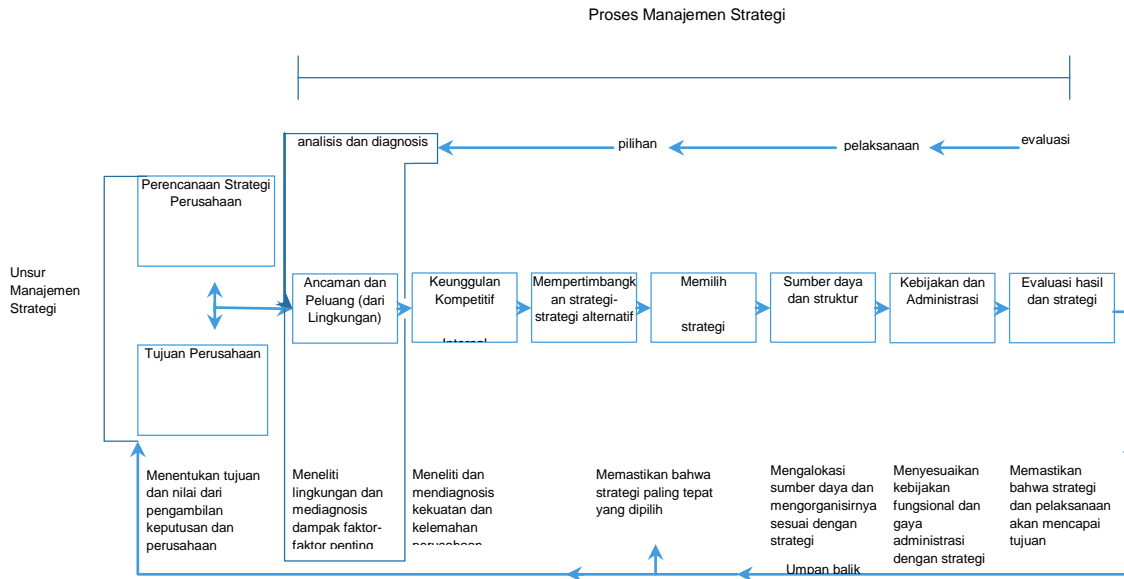 Proses Manajemen Strategi
analisis dan diagnosis
pilihan
pelaksanaan
evaluasi
Perencanaan Strategi
Perusahaan
Unsur
Manajemen
Strategi
Tujuan Perusahaan
Ancaman dan
Peluang (dari
Lingkungan)
Keunggulan
Kompetitif
Internal
Mempertimbangk
an strategi-
strategi alternatif
Memilih
strategi
Sumber daya
dan struktur
Kebijakan dan
Administrasi
Evaluasi hasil
dan strategi
Menentukan tujuan
dan nilai dari
pengambilan
keputusan dan
perusahaan
Meneliti
lingkungan dan
mediagnosis
dampak faktor-
faktor penting
Meneliti dan
mendiagnosis
kekuatan dan
kelemahan
perusahaan
Memastikan bahwa
strategi paling tepat
yang dipilih
Mengalokasi
sumber daya dan
mengorganisirnya
sesuai dengan
strategi
Menyesuaikan
kebijakan
fungsional dan
gaya
administrasi
dengan strategi
Memastikan
bahwa strategi
dan pelaksanaan
akan mencapai
tujuan
Umpan balik